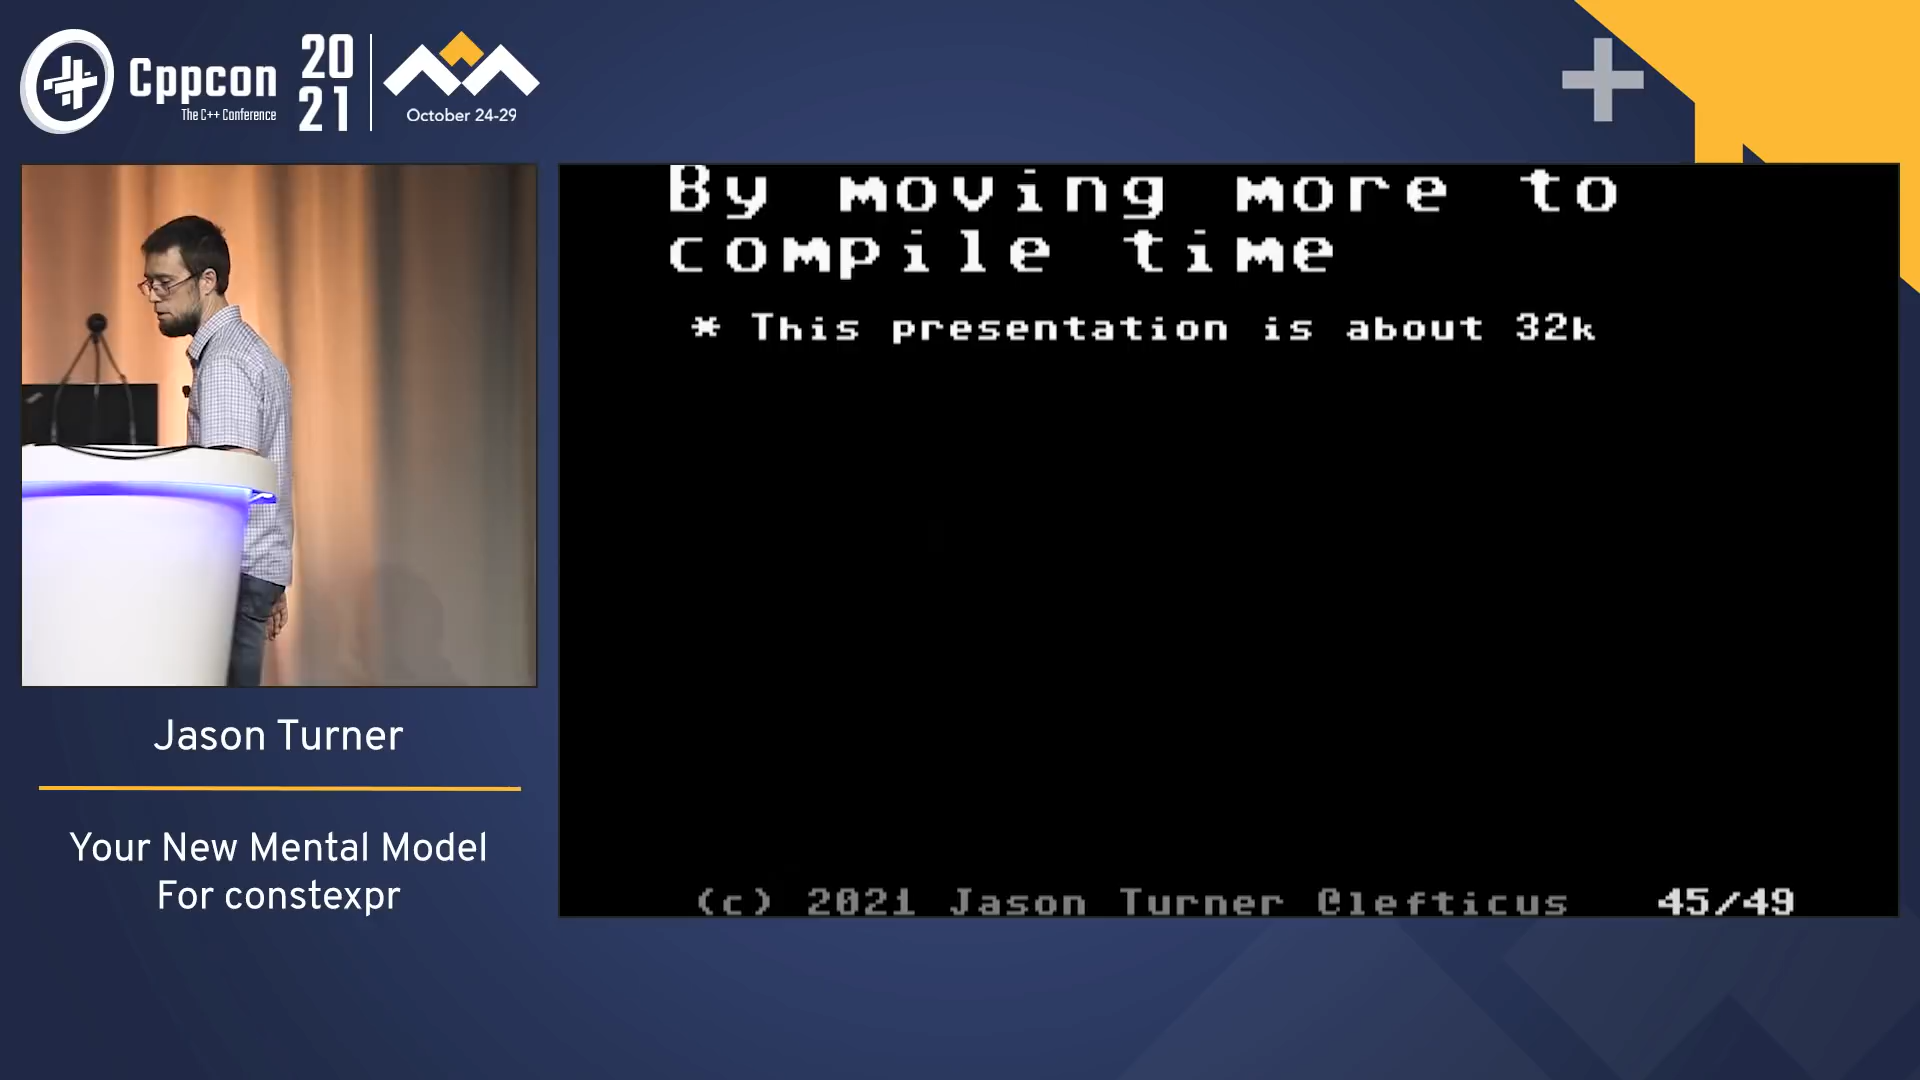 Cppcon
The C++ Conference
20
21
October 24-29
By moving more to
compile time
* This presentation is about 32k
(c) 2021 Jason Turner @lefticus 45/49
Jason Turner
Your New Mental Model
For constexpr